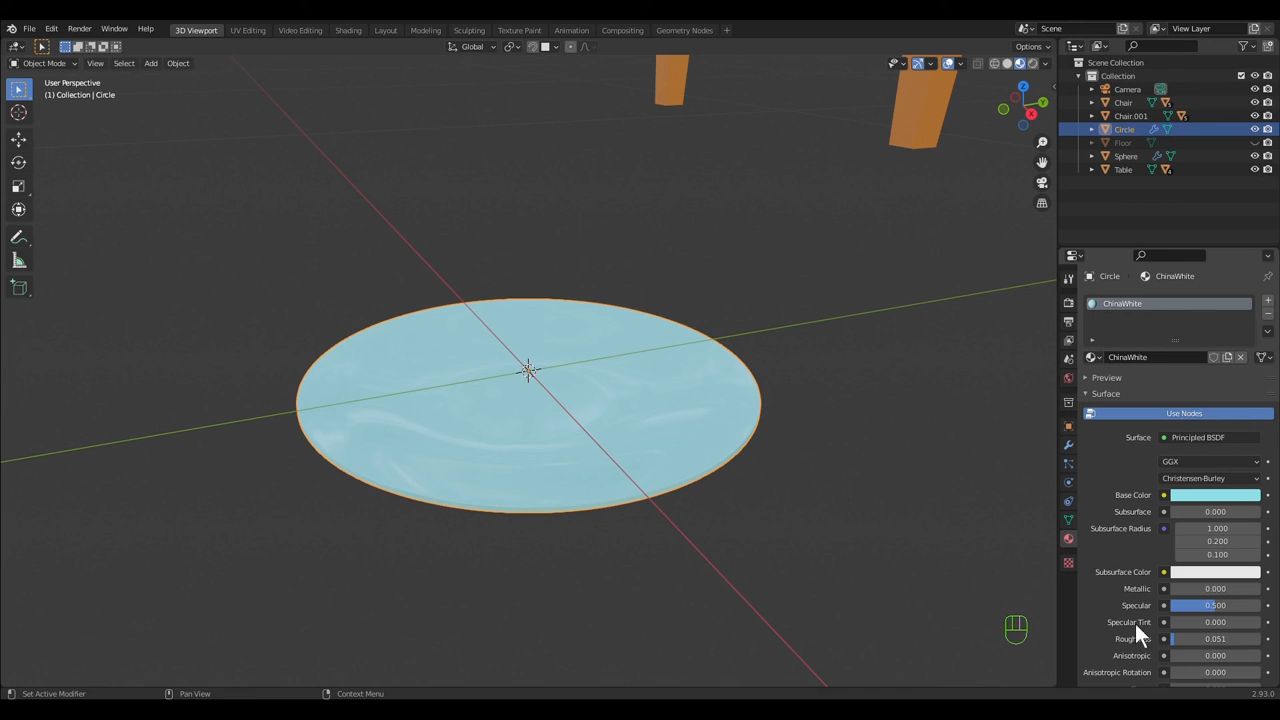 File Edit Render Window Help 3D Viewport UV Editing Video Editing Shading Layout Modeling Sculpting Texture Paint Animation Compositing Geometry Nodes + Scene View Layer
Object Mode View Select Add Object Global Options
User Perspective
(1) Collection | Circle
Z
Y
X
Scene Collection
Collection
Camera
Chair
Chair.001
Circle
Floor
Sphere
Table
Circle ChinaWhite
ChinaWhite
ChinaWhite
Preview
Surface
Use Nodes
Surface Principled BSDF
GGX
Christensen-Burley
Base Color
Subsurface 0.000
Subsurface Radius 1.000
0.200
0.100
Subsurface Color
Metallic 0.000
Specular 0.500
Specular Tint 0.000
0.051
Anisotropic 0.000
Anisotropic Rotation 0.000
Set Active Modifier Pan View Context Menu 2.93.0